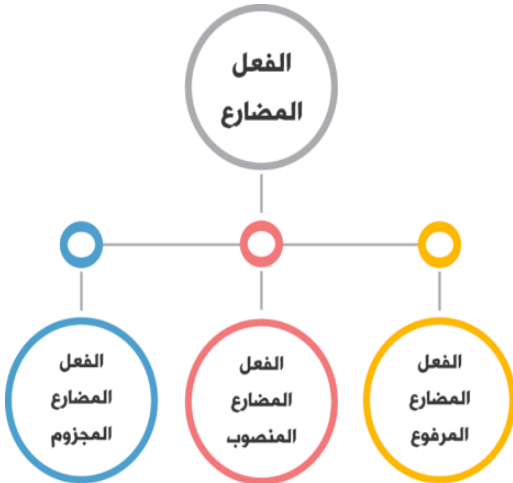 الفعل
المضارع
الفعل
المضارع
المرفوع
الفعل
المضارع
المنصوب
الفعل
المضارع
المجزوم